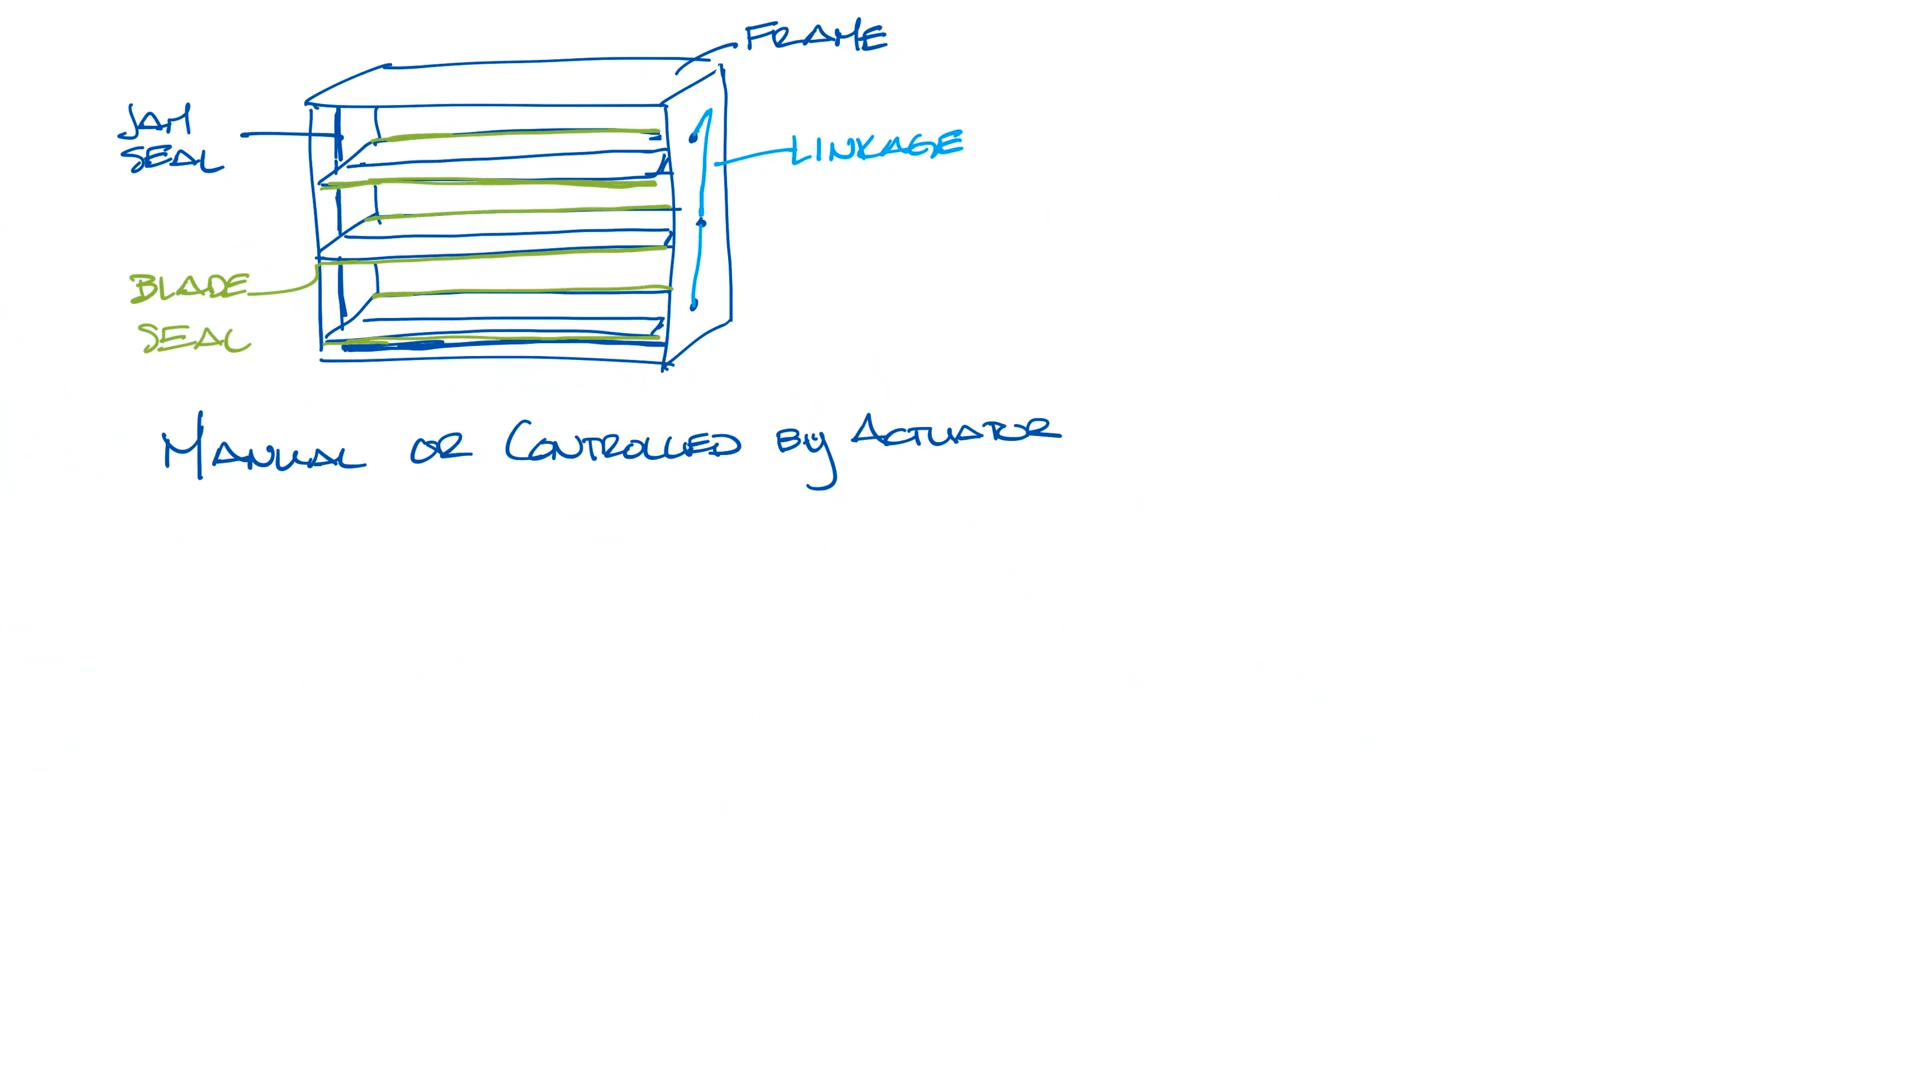 FRAME
JAM
SEAL
LINKAGE
BLADE
SEAL
MANUAL OR CONTROLLED By ACTUATOR